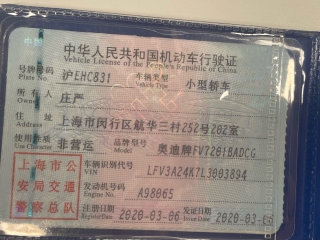 中华人民共和国机动车行驶证
Vehicle License of the People's Republic of China
号牌号码 沪EHC831 车辆类型 小型轿车
Plate No. Vehicle Type
所有人 庄严
Owner
住址 上海市闵行区航华三村252号202室
Address
使用性质 非营运 品牌型号 奥迪牌FV7201BADCG
Use Character Model
上海市公 车辆识别代号 LFV3A24K7L3003894
VIN
安局交通 发动机号码 A98065
Engine No.
警察总队 注册日期 2020-03-06 发证日期 2020-03-06
Register Date Issue Date